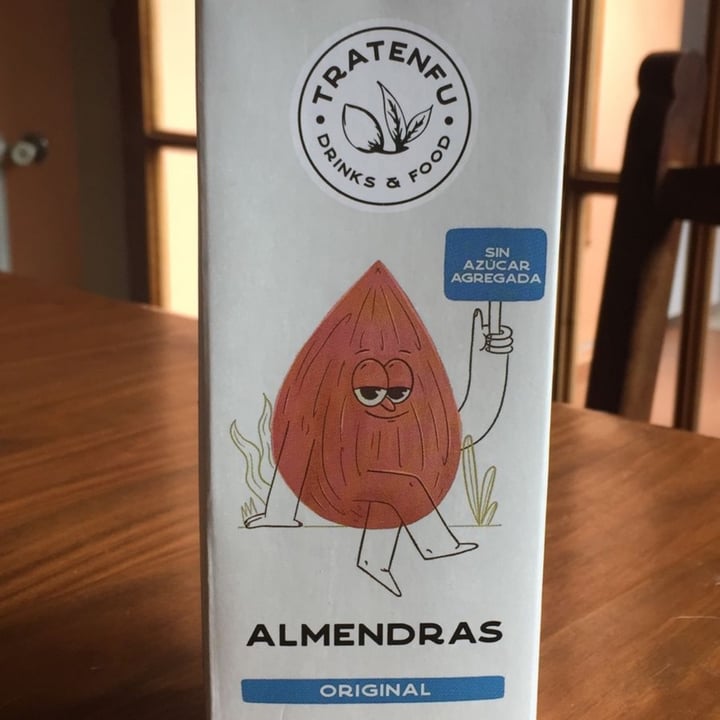 TRATENFU
DRINKS & FOOD
SIN
AZÚCAR
AGREGADA
ALMENDRAS
ORIGINAL